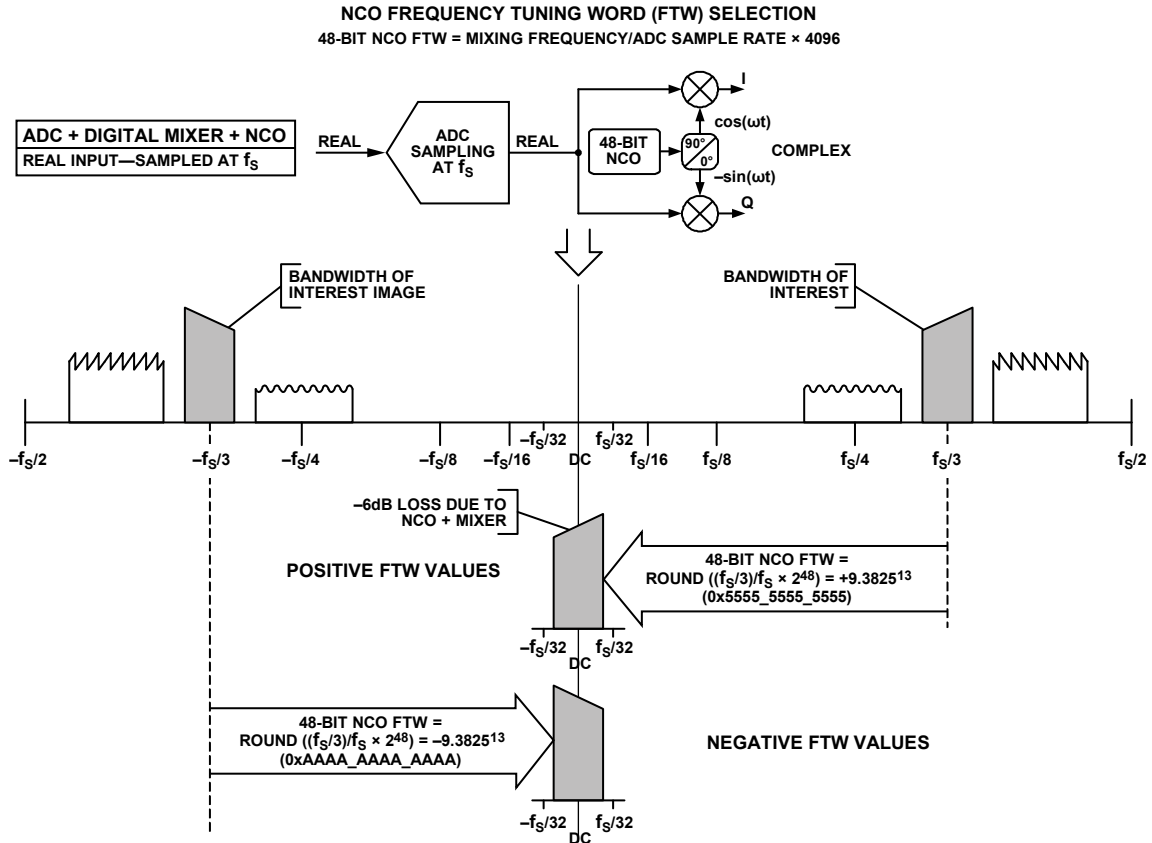 NCO FREQUENCY TUNING WORD (FTW) SELECTION
48-BIT NCO FTW = MIXING FREQUENCY/ADC SAMPLE RATE × 4096
ADC + DIGITAL MIXER + NCO
REAL INPUT—SAMPLED AT fS
REAL
ADC
SAMPLING
AT fS
REAL
48-BIT
NCO
90°
0°
cos(ωt)
–sin(ωt)
I
Q
COMPLEX
BANDWIDTH OF
INTEREST IMAGE
BANDWIDTH OF
INTEREST
–fS/2
–fS/3
–fS/4
–fS/8
–fS/16
–fS/32
DC
fS/32
fS/16
fS/8
fS/4
fS/3
fS/2
–6dB LOSS DUE TO
NCO + MIXER
POSITIVE FTW VALUES
48-BIT NCO FTW =
ROUND ((fS/3)/fS × 2^48) = +9.3825^13
(0x5555_5555_5555)
–fS/32
DC
fS/32
48-BIT NCO FTW =
ROUND ((fS/3)/fS × 2^48) = –9.3825^13
(0xAAAA_AAAA_AAAA)
NEGATIVE FTW VALUES
–fS/32
DC
fS/32